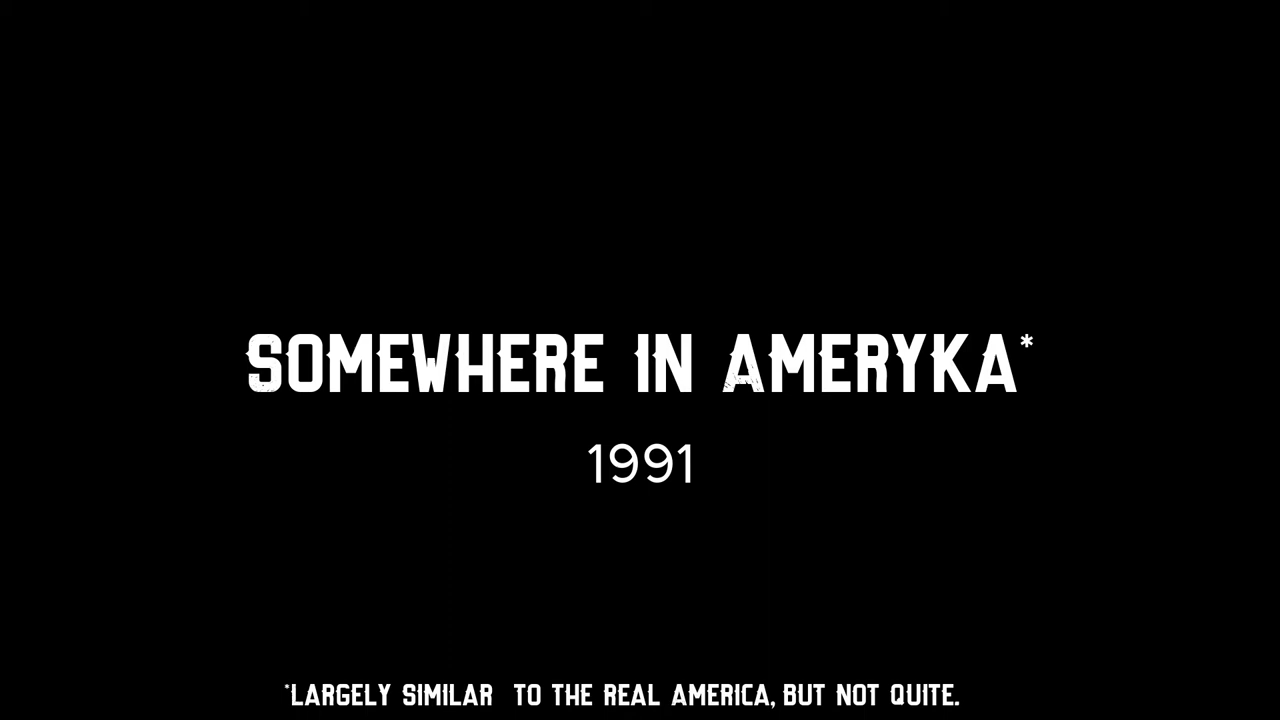 SOMEWHERE IN AMERYKA*
1991
*LARGELY SIMILAR TO THE REAL AMERICA, BUT NOT QUITE.